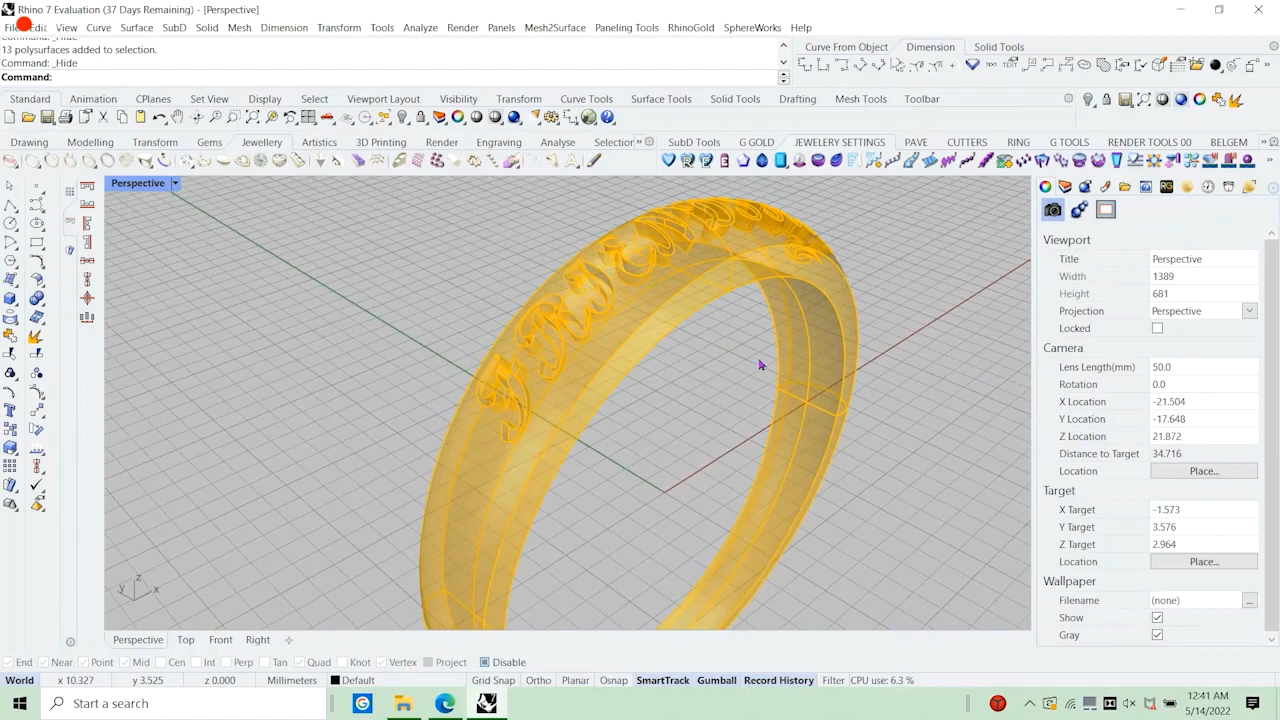 Rhino 7 Evaluation (37 Days Remaining) - [Perspective]
File Edit View Curve Surface SubD Solid Mesh Dimension Transform Tools Analyze Render Panels Mesh2Surface Paneling Tools RhinoGold SphereWorks Help
13 polysurfaces added to selection.
Command: _Hide
Command:
Curve From Object Dimension Solid Tools
Standard Animation CPlanes Set View Display Select Viewport Layout Visibility Transform Curve Tools Surface Tools Solid Tools Drafting Mesh Tools Toolbar
Drawing Modelling Transform Gems Jewellery Artistics 3D Printing Render Engraving Analyse Selection SubD Tools G GOLD JEWELERY SETTINGS PAVE CUTTERS RING G TOOLS RENDER TOOLS 00 BELGEM
Perspective
Viewport
Title Perspective
Width 1389
Height 681
Projection Perspective
Locked
Camera
Lens Length(mm) 50.0
Rotation 0.0
X Location -21.504
Y Location -17.648
Z Location 21.872
Distance to Target 34.716
Location Place...
Target
X Target -1.573
Y Target 3.576
Z Target 2.964
Location Place...
Wallpaper
Filename (none) ...
Show
Gray
z
y x
Perspective Top Front Right
End Near Point Mid Cen Int Perp Tan Quad Knot Vertex Project Disable
World x 10.327 y 3.525 z 0.000 Millimeters Default Grid Snap Ortho Planar Osnap SmartTrack Gumball Record History Filter CPU use: 6.3 %
Start a search
12:41 AM
5/14/2022